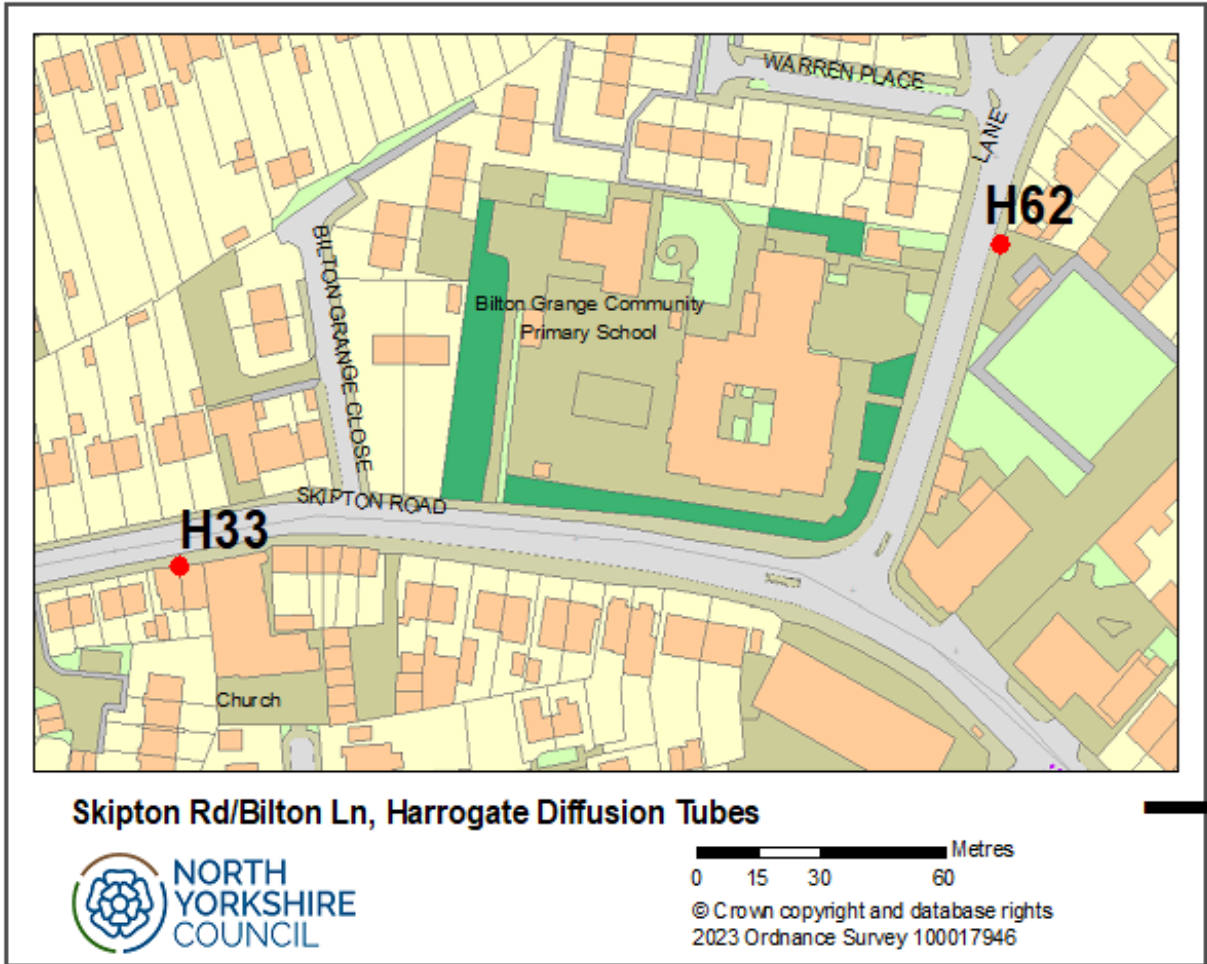 WARREN PLACE
LANE
H62
BILTON GRANGE CLOSE
Bilton Grange Community
Primary School
SKIPTON ROAD
H33
Church
Skipton Rd/Bilton Ln, Harrogate Diffusion Tubes
NORTH
YORKSHIRE
COUNCIL
Metres
0 15 30 60
© Crown copyright and database rights
2023 Ordnance Survey 100017946